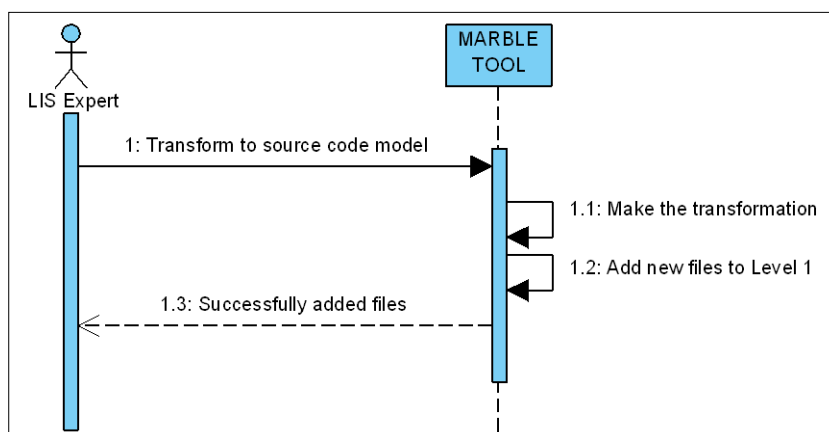 MARBLE
TOOL
LIS Expert
1: Transform to source code model
1.1: Make the transformation
1.2: Add new files to Level 1
1.3: Successfully added files